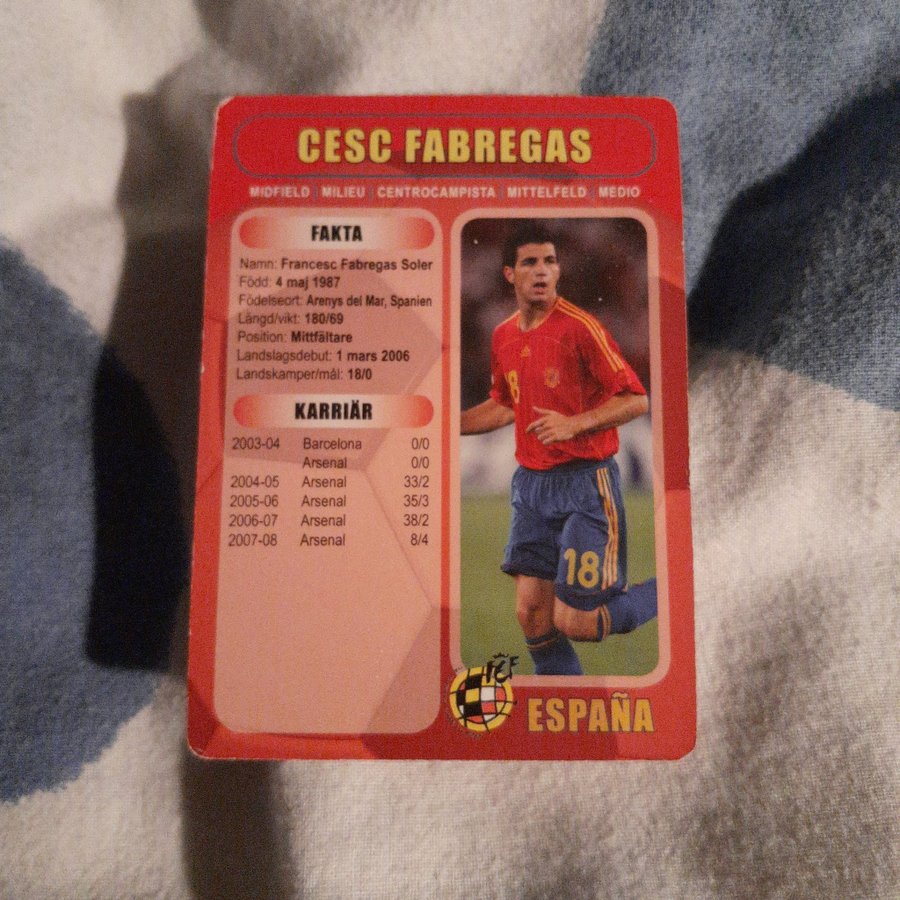 CESC FABREGAS
MIDFIELD | MILIEU | CENTROCAMPISTA | MITTELFELD | MEDIO
FAKTA
Namn: Francesc Fabregas Soler
Född: 4 maj 1987
Födelseort: Arenys del Mar, Spanien
Längd/vikt: 180/69
Position: Mittfältare
Landslagsdebut: 1 mars 2006
Landskamper/mål: 18/0
KARRIÄR
2003-04 Barcelona 0/0
Arsenal 0/0
2004-05 Arsenal 33/2
2005-06 Arsenal 35/3
2006-07 Arsenal 38/2
2007-08 Arsenal 8/4
8
18
FCF
ESPAÑA